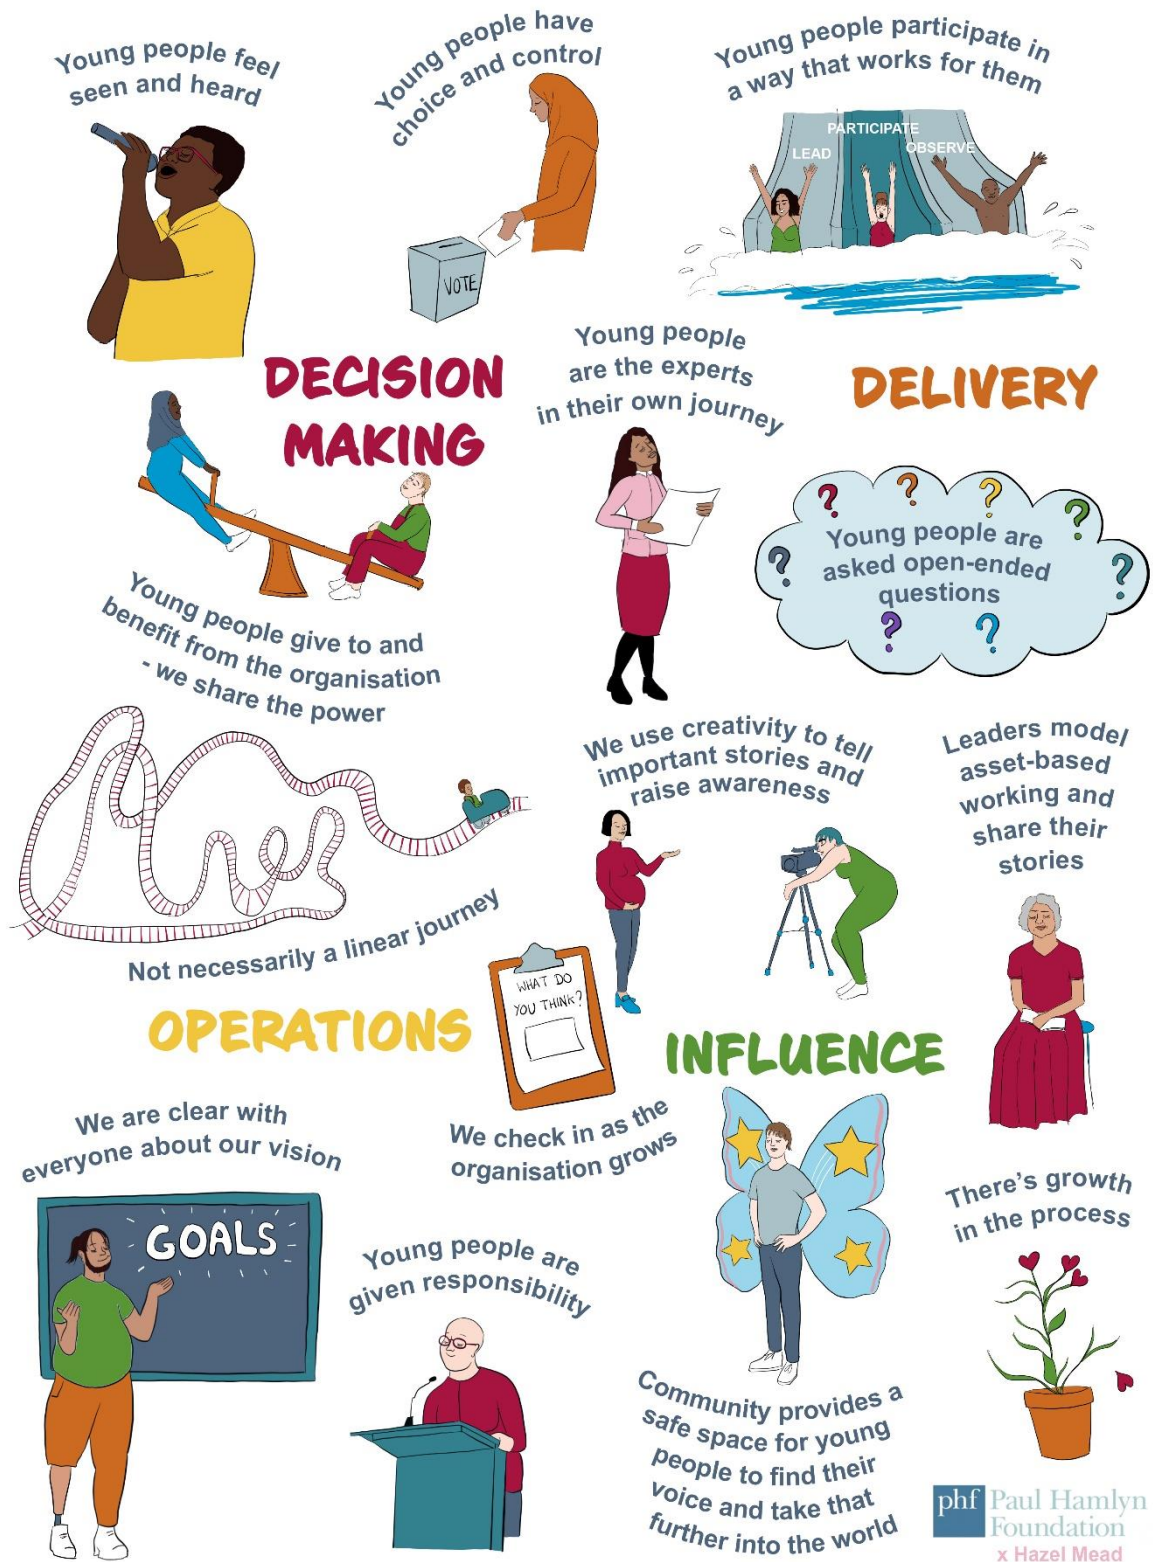 Young people feel
seen and heard
Young people have
choice and control
VOTE
Young people participate in
a way that works for them
LEAD
PARTICIPATE
OBSERVE
DECISION
MAKING
Young people
are the experts
in their own journey
DELIVERY
Young people give to and
benefit from the organisation
- we share the power
? ? ? ? ? ? ? ?
Young people are
asked open-ended
questions
Not necessarily a linear journey
We use creativity to tell
important stories and
raise awareness
Leaders model
asset-based
working and
share their
stories
OPERATIONS
WHAT DO
YOU THINK?
INFLUENCE
We are clear with
everyone about our vision
GOALS
We check in as the
organisation grows
Young people are
given responsibility
Community provides a
safe space for young
people to find their
voice and take that
further into the world
There's growth
in the process
phf Paul Hamlyn
Foundation
x Hazel Mead